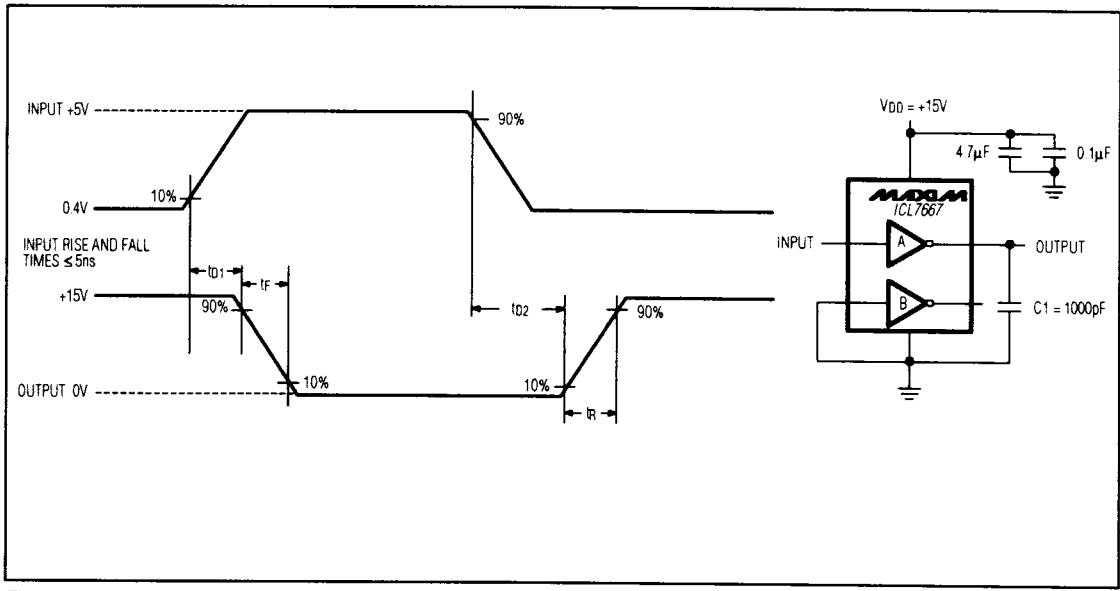 INPUT +5V
90%
10%
0.4V
INPUT RISE AND FALL
TIMES ≤5ns
tD1
tF
+15V
90%
tD2
90%
OUTPUT 0V
10%
10%
tR
VDD = +15V
4.7µF
0.1µF
MAXIM
ICL7667
INPUT
A
OUTPUT
B
C1 = 1000pF